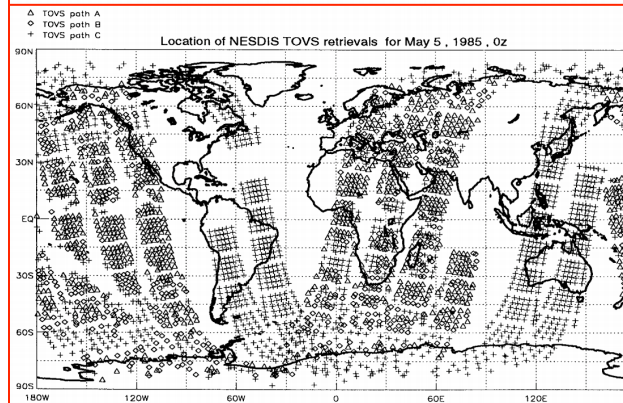 TOVS path A
TOVS path B
TOVS path C
Location of NESDIS TOVS retrievals for May 5 , 1985 , 0z
90N
60N
30N
EQ
30S
60S
90S
180W 120W 60W 0 60E 120E